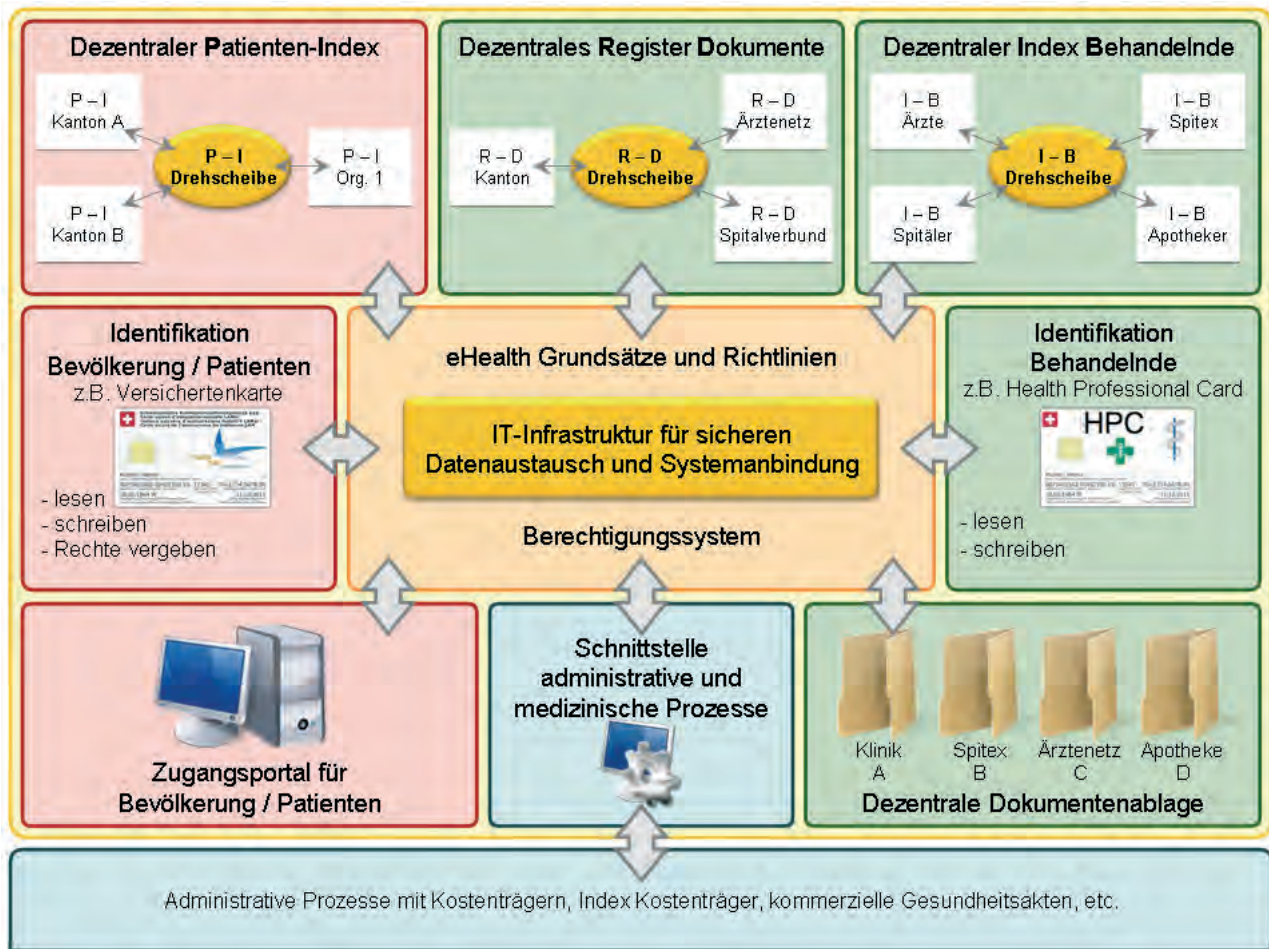 Dezentraler Patienten-Index
P – I
Kanton A
P – I
Drehscheibe
P – I
Org. 1
P – I
Kanton B
Dezentrales Register Dokumente
R – D
Ärztenetz
R – D
Kanton
R – D
Drehscheibe
R – D
Spitalverbund
Dezentraler Index Behandelnde
I – B
Ärzte
I – B
Spitex
I – B
Drehscheibe
I – B
Spitäler
I – B
Apotheker
Identifikation
Bevölkerung / Patienten
z.B. Versichertenkarte
- lesen
- schreiben
- Rechte vergeben
eHealth Grundsätze und Richtlinien
IT-Infrastruktur für sicheren
Datenaustausch und Systemanbindung
Berechtigungssystem
Identifikation
Behandelnde
z.B. Health Professional Card
HPC
- lesen
- schreiben
Zugangsportal für
Bevölkerung / Patienten
Schnittstelle
administrative und
medizinische Prozesse
Klinik
A
Spitex
B
Ärztenetz
C
Apotheke
D
Dezentrale Dokumentenablage
Administrative Prozesse mit Kostenträgern, Index Kostenträger, kommerzielle Gesundheitsakten, etc.